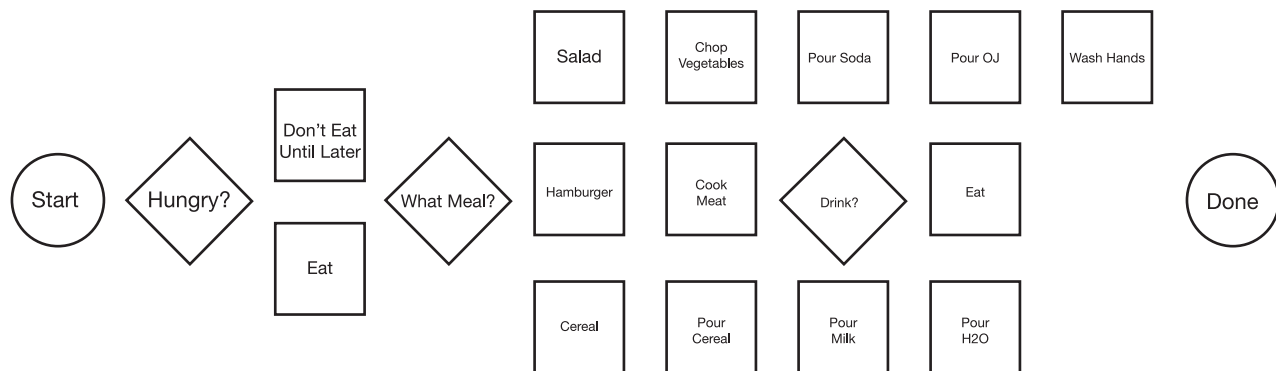 Start
Hungry?
Don't Eat
Until Later
Eat
What Meal?
Salad
Chop
Vegetables
Pour Soda
Pour OJ
Wash Hands
Hamburger
Cook
Meat
Drink?
Eat
Cereal
Pour
Cereal
Pour
Milk
Pour
H2O
Done